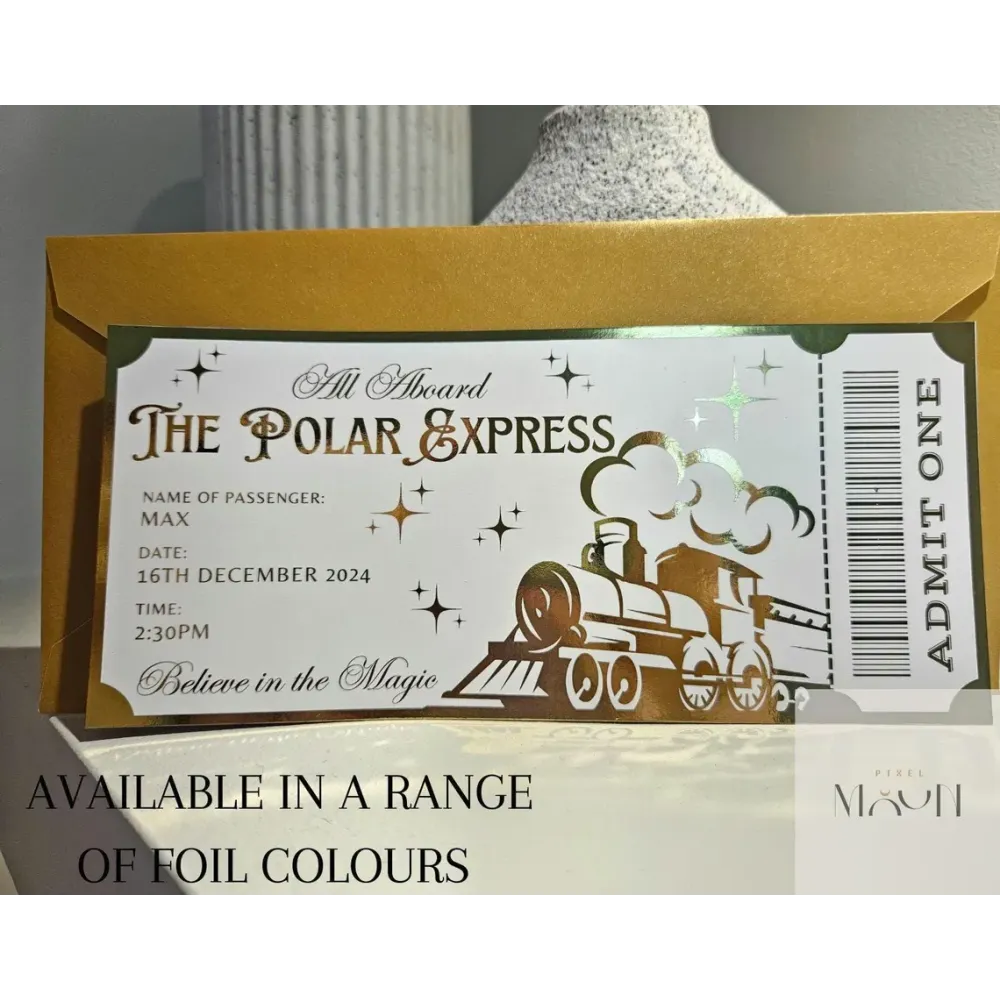 All Aboard
THE POLAR EXPRESS
NAME OF PASSENGER:
MAX
DATE:
16TH DECEMBER 2024
TIME:
2:30PM
Believe in the Magic
ADMIT ONE
AVAILABLE IN A RANGE
OF FOIL COLOURS
PIXEL
MOON